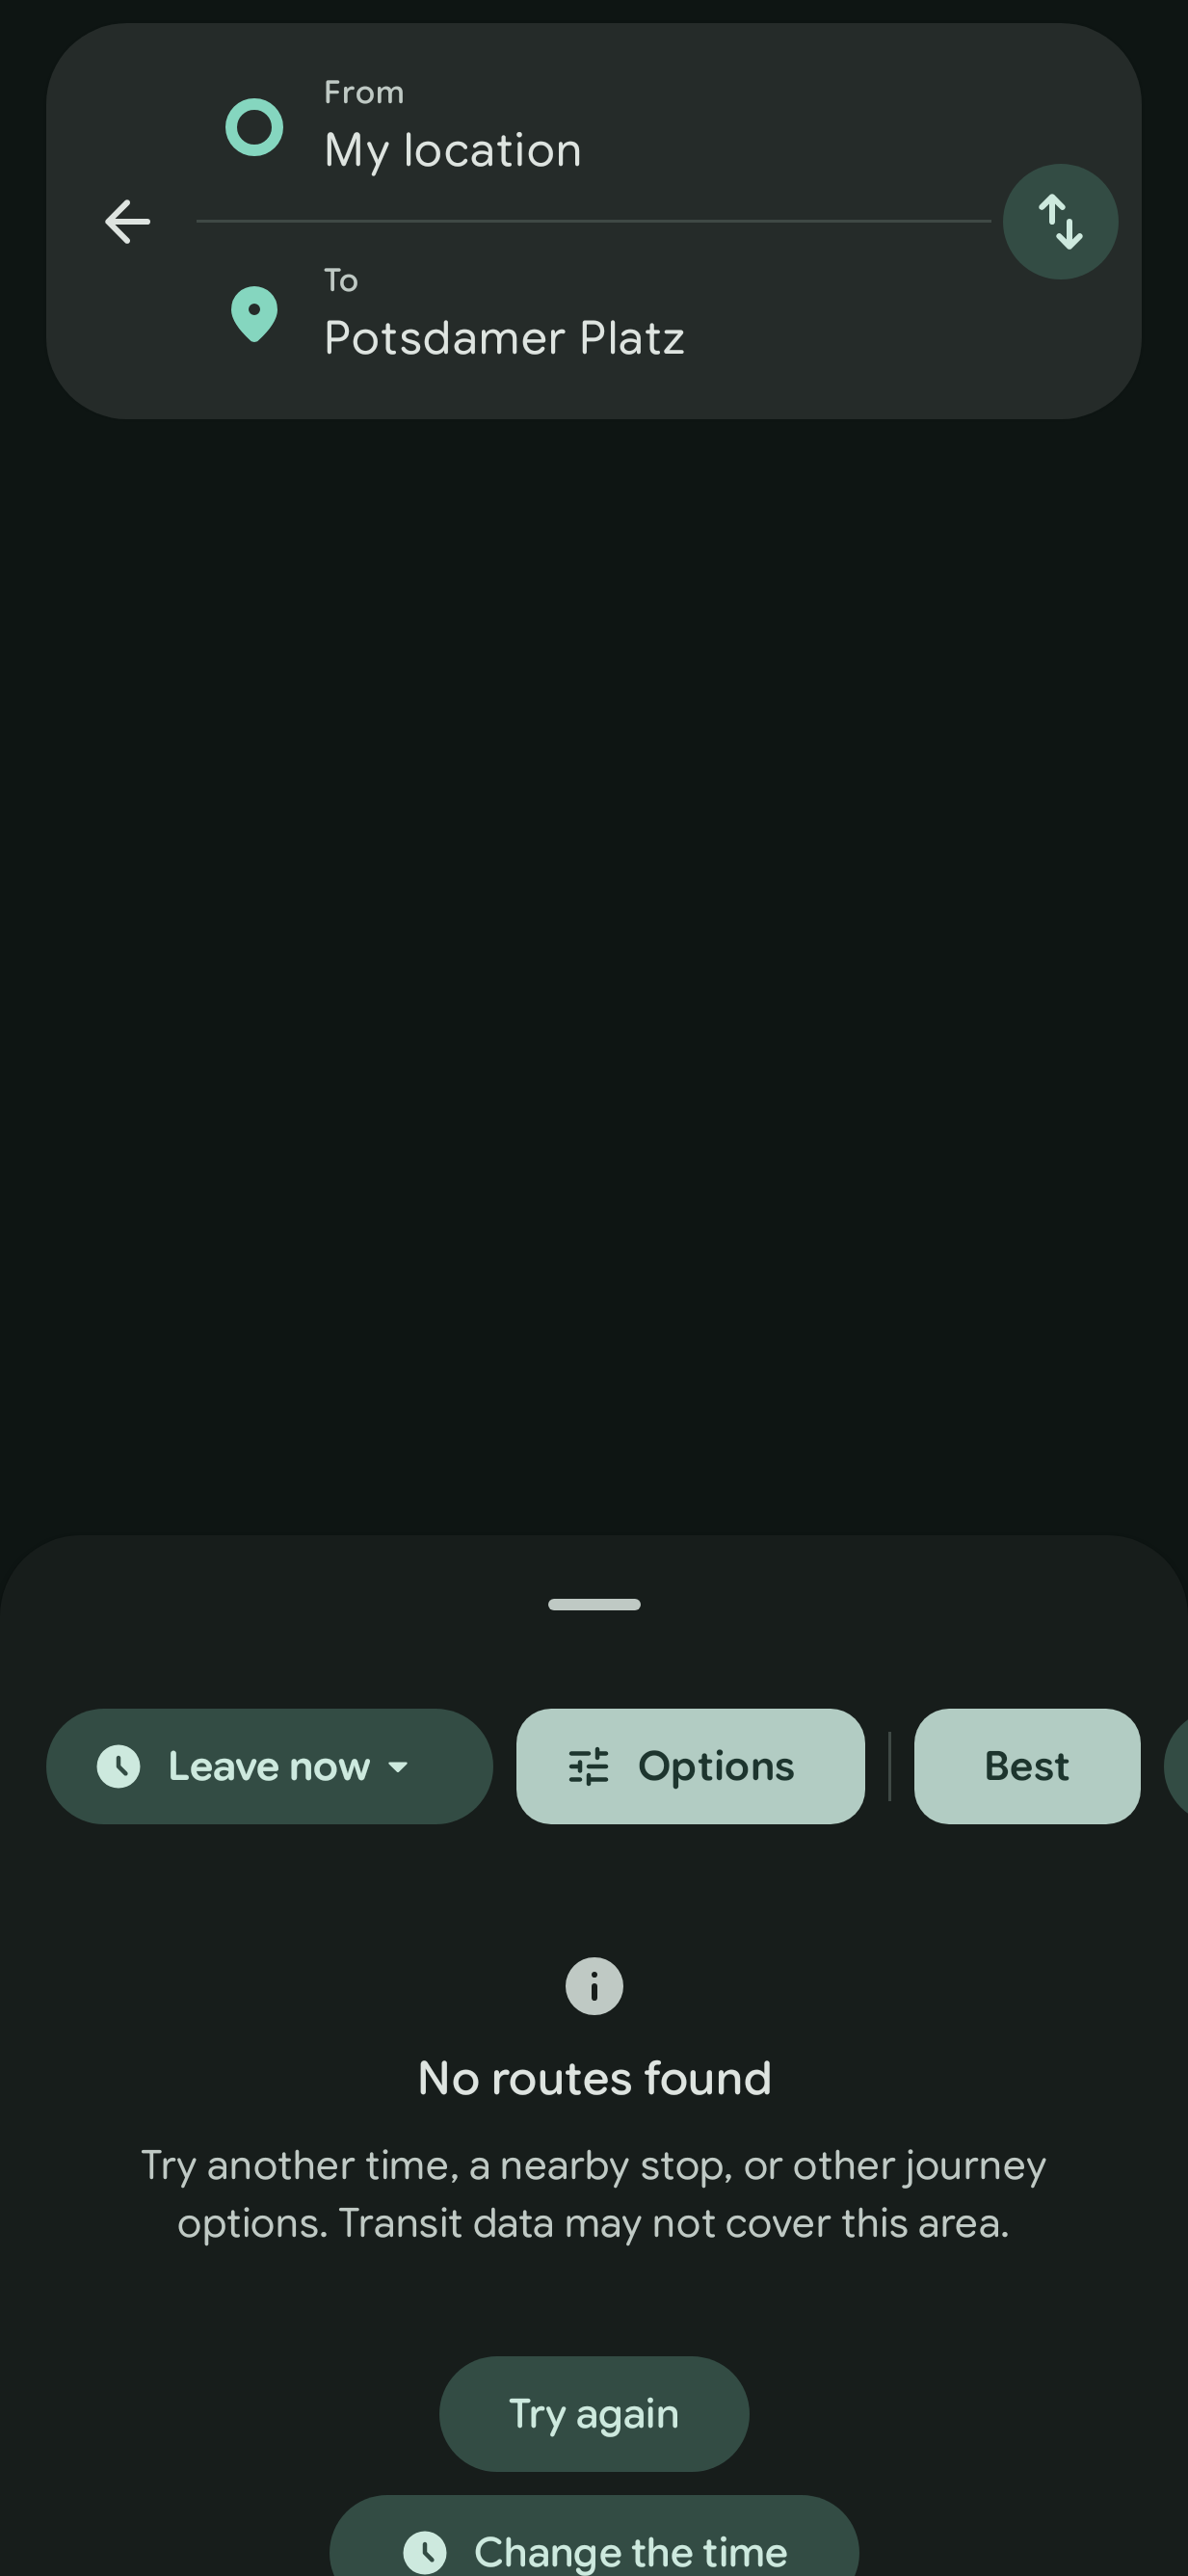 From
My location
To
Potsdamer Platz
Leave now
Options
Best
No routes found
Try another time, a nearby stop, or other journey
options. Transit data may not cover this area.
Try again
Change the time